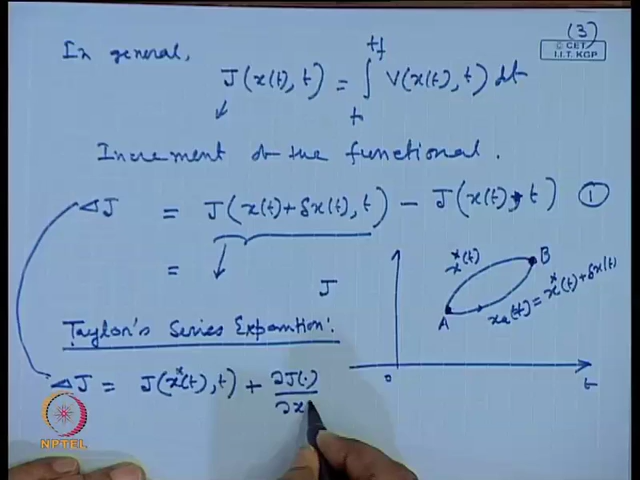 (3)
© CET
I.I.T. KGP
In general,
J(x(t), t) = ∫ₜ^{tf} V(x(t), t) dt
Increment of the functional.
ΔJ = J(x(t)+δx(t), t) − J(x(t), t) ①
=
J
x*(t)
B
A
xₐ(t) = x*(t) + δx(t)
0
t
Taylor's Series Expantion:
ΔJ = J(x*(t), t) + ∂J(·)/∂x
NPTEL